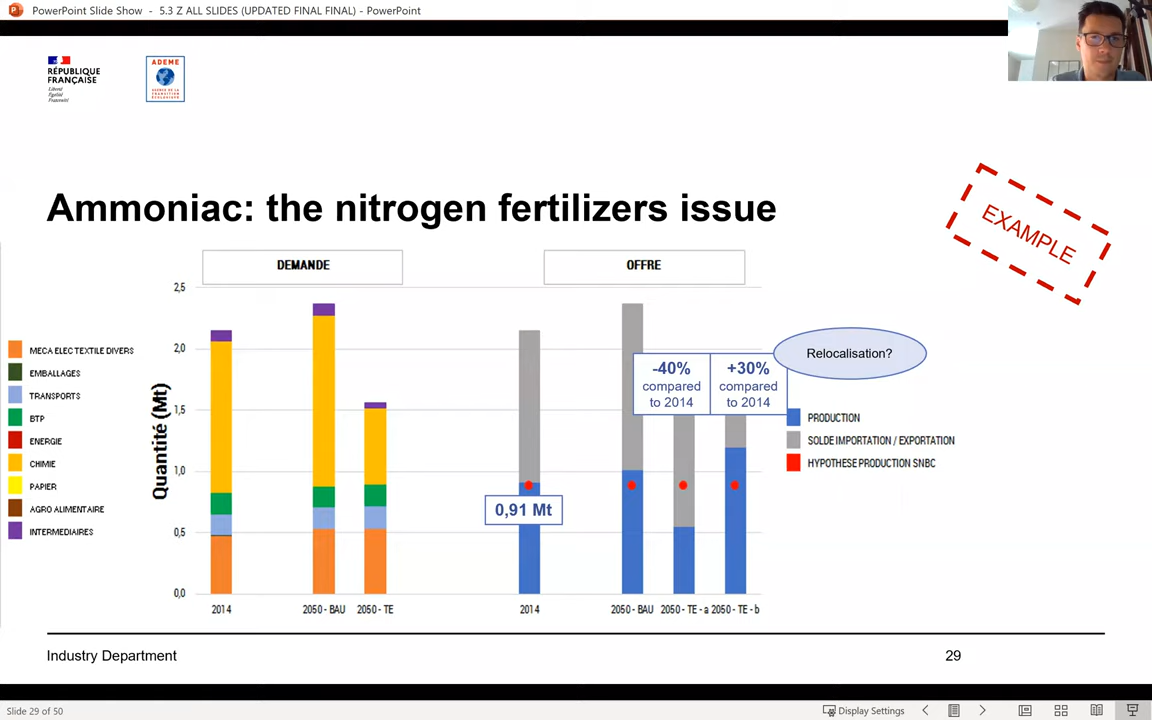 PowerPoint Slide Show - 5.3 Z ALL SLIDES (UPDATED FINAL FINAL) - PowerPoint
RÉPUBLIQUE
FRANÇAISE
Liberté
Égalité
Fraternité
ADEME
AGENCE DE LA
TRANSITION
ÉCOLOGIQUE
Ammoniac: the nitrogen fertilizers issue
EXAMPLE
DEMANDE
OFFRE
Quantité (Mt)
2,5
2,0
1,5
1,0
0,5
0,0
MECA ELEC TEXTILE DIVERS
EMBALLAGES
TRANSPORTS
BTP
ENERGIE
CHIMIE
PAPIER
AGRO ALIMENTAIRE
INTERMEDIAIRES
2014
2050 - BAU
2050 - TE
0,91 Mt
-40%
compared
to 2014
+30%
compared
to 2014
Relocalisation?
2014
2050 - BAU
2050 - TE - a
2050 - TE - b
PRODUCTION
SOLDE IMPORTATION / EXPORTATION
HYPOTHESE PRODUCTION SNBC
Industry Department
29
Slide 29 of 50
Display Settings